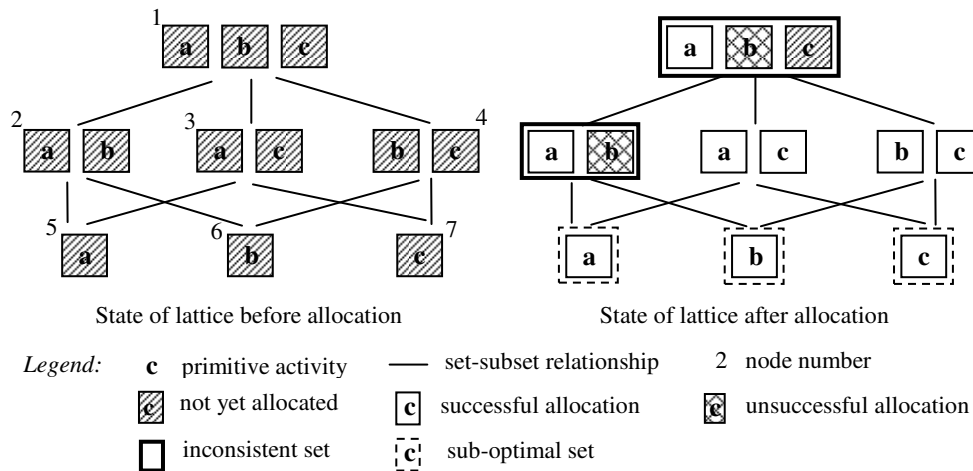 1
a b c
a b c
2 3 4
a b a c b c
a b a c b c
5 6 7
a b c
a b c
State of lattice before allocation
State of lattice after allocation
Legend: c primitive activity set-subset relationship 2 node number
c not yet allocated c successful allocation c unsuccessful allocation
inconsistent set c sub-optimal set